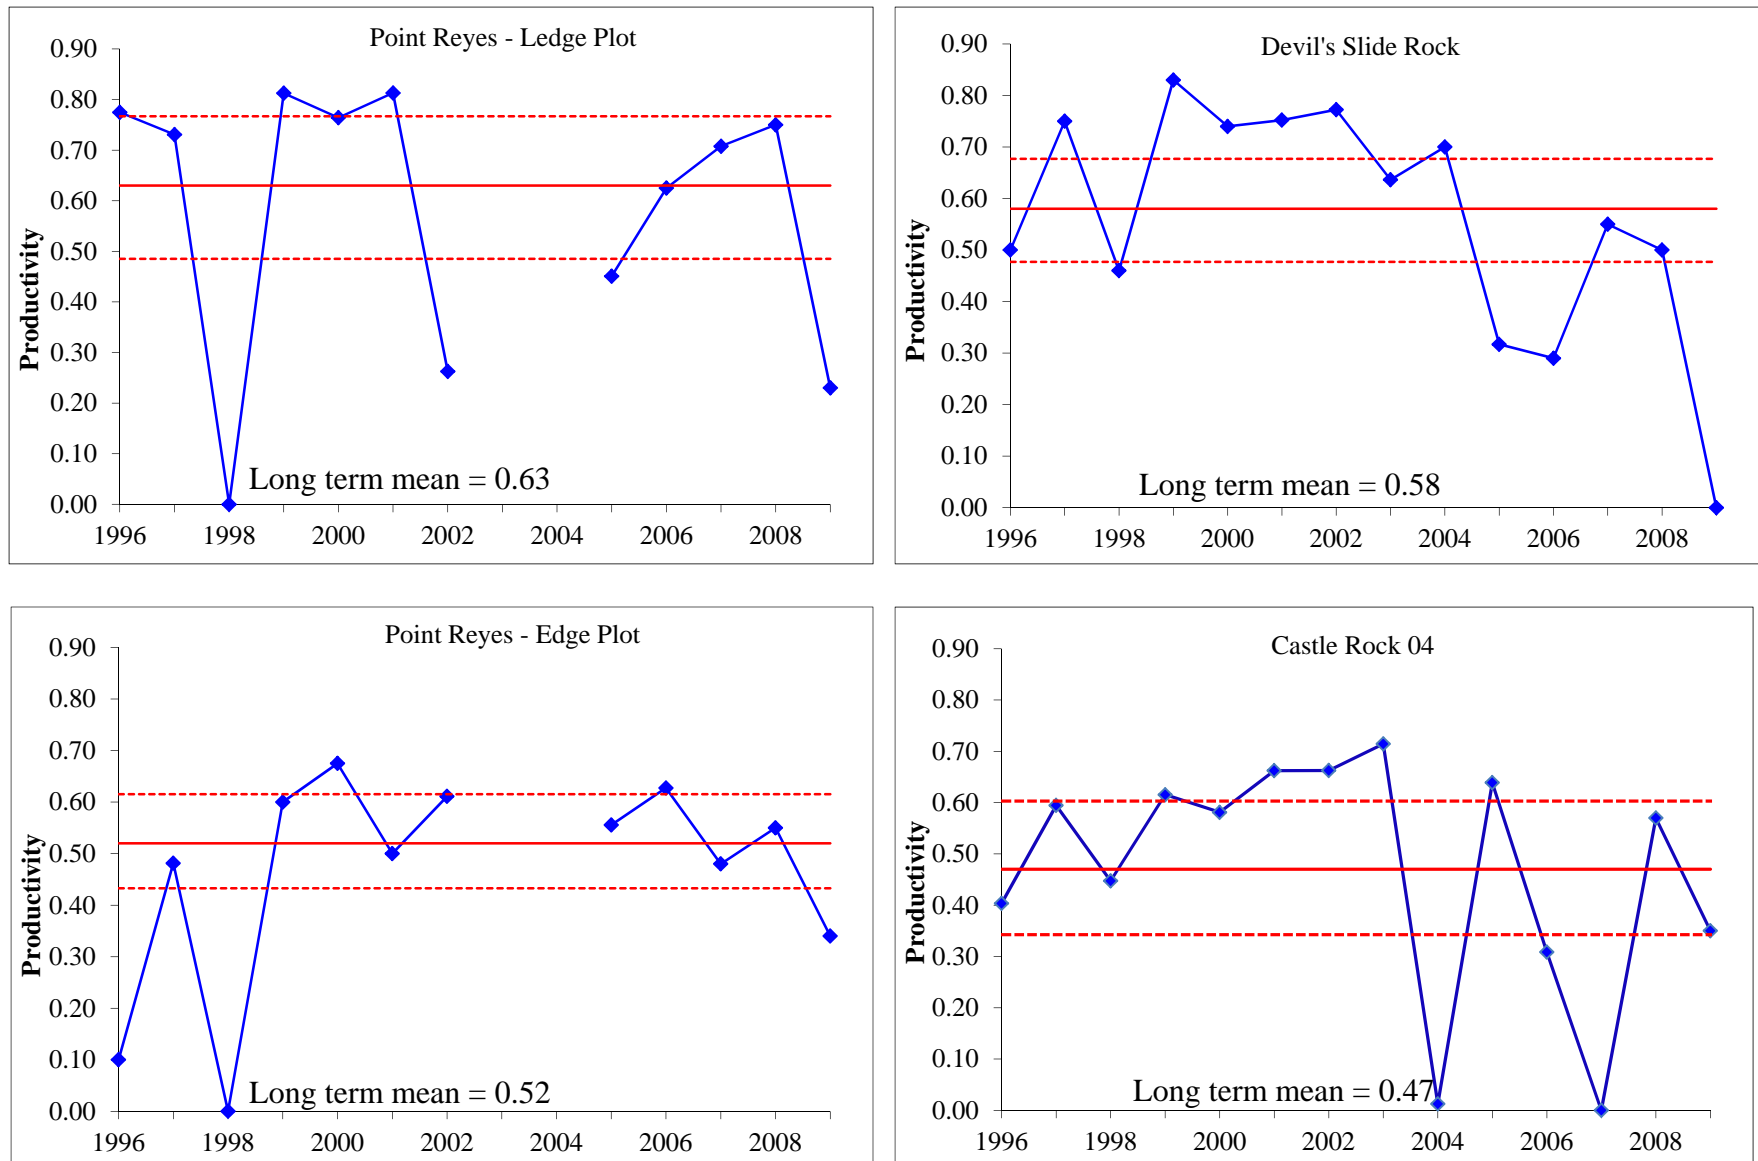 Point Reyes - Ledge Plot
0.90
0.80
0.70
0.60
0.50
0.40
0.30
0.20
0.10
0.00
Productivity
Long term mean = 0.63
1996 1998 2000 2002 2004 2006 2008
Devil's Slide Rock
0.90
0.80
0.70
0.60
0.50
0.40
0.30
0.20
0.10
0.00
Productivity
Long term mean = 0.58
1996 1998 2000 2002 2004 2006 2008
Point Reyes - Edge Plot
0.90
0.80
0.70
0.60
0.50
0.40
0.30
0.20
0.10
0.00
Productivity
Long term mean = 0.52
1996 1998 2000 2002 2004 2006 2008
Castle Rock 04
0.90
0.80
0.70
0.60
0.50
0.40
0.30
0.20
0.10
0.00
Productivity
Long term mean = 0.47
1996 1998 2000 2002 2004 2006 2008